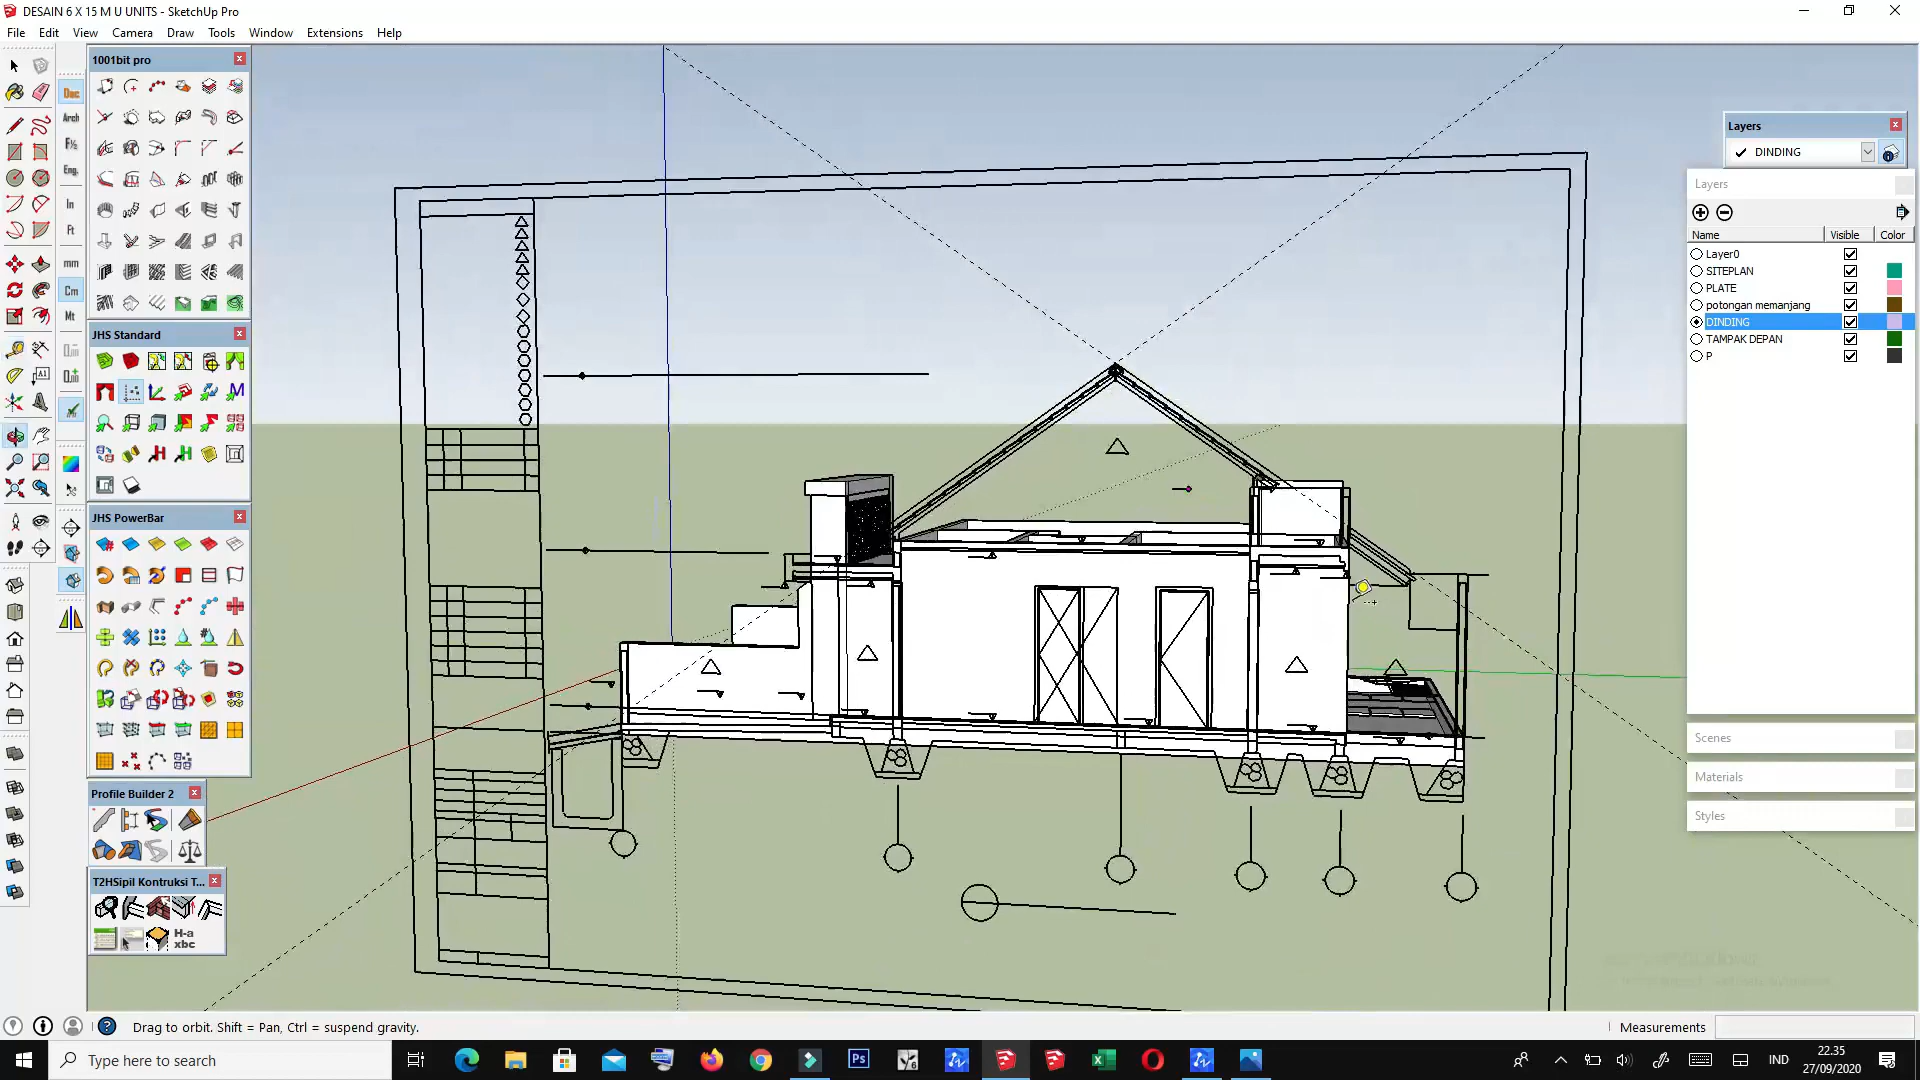 DESAIN 6 X 15 M U UNITS - SketchUp Pro
File Edit View Camera Draw Tools Window Extensions Help
1001bit pro
JHS Standard
JHS PowerBar
Profile Builder 2
T2HSipil Kontruksi T...
H-a
xbc
Dec
Arch
Eng.
In
Ft
mm
Cm
Mt
A1
M
Layers
DINDING
Layers
Name Visible Color
Layer0
SITEPLAN
PLATE
potongan memanjang
DINDING
TAMPAK DEPAN
P
Scenes
Materials
Styles
Drag to orbit. Shift = Pan, Ctrl = suspend gravity.
Measurements
Type here to search
Ps
IND
22.35
27/09/2020